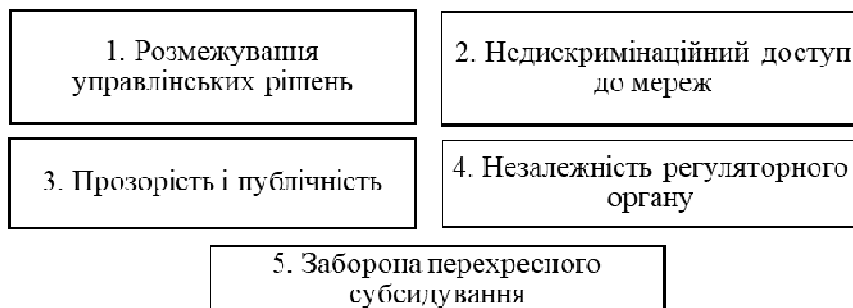 1. Розмежування
управлінських рішень
2. Недискримінаційний доступ
до мереж
3. Прозорість і публічність
4. Незалежність регуляторного
органу
5. Заборона перехресного
субсидування